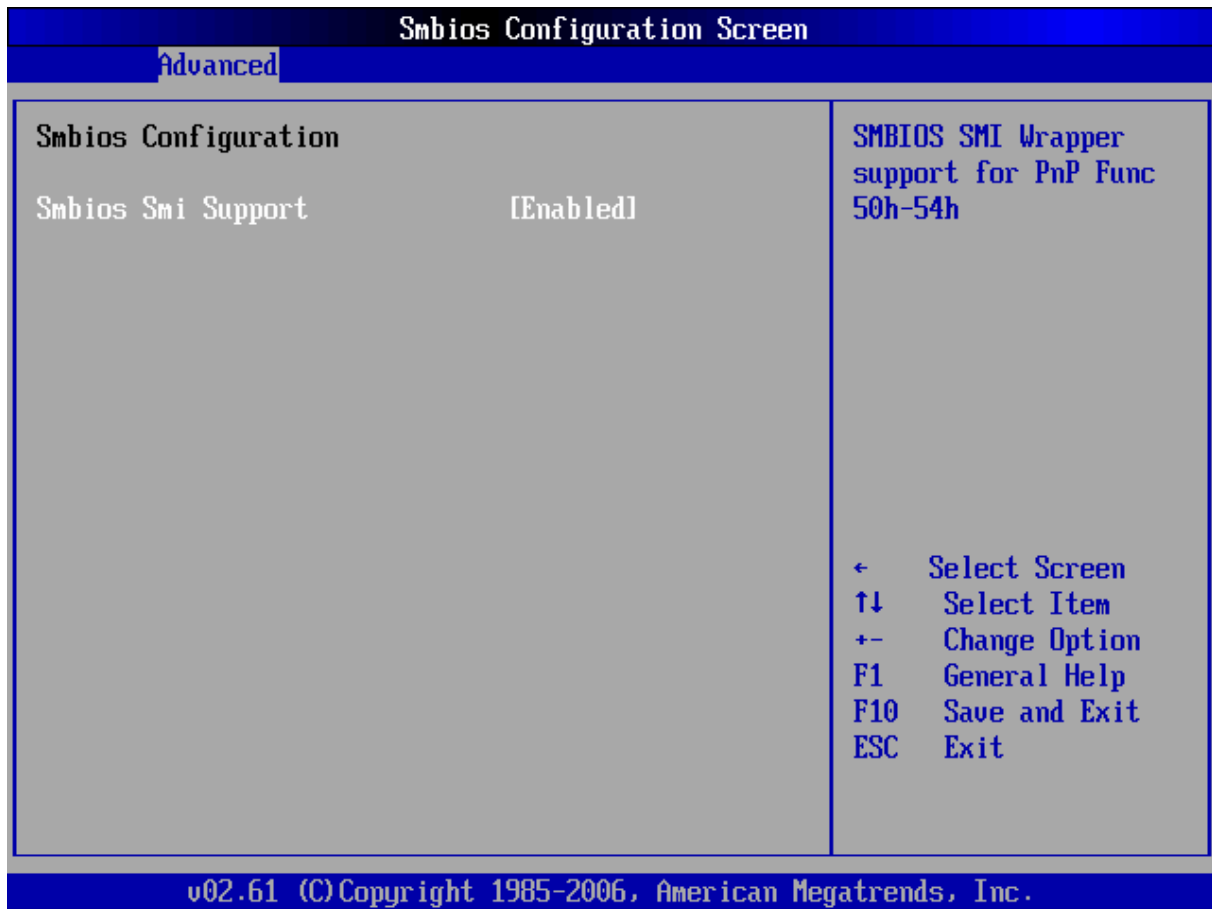 Smbios Configuration Screen
Advanced
Smbios Configuration
Smbios Smi Support [Enabled]
SMBIOS SMI Wrapper
support for PnP Func
50h-54h
← Select Screen
↑↓ Select Item
+- Change Option
F1 General Help
F10 Save and Exit
ESC Exit
v02.61 (C)Copyright 1985-2006, American Megatrends, Inc.